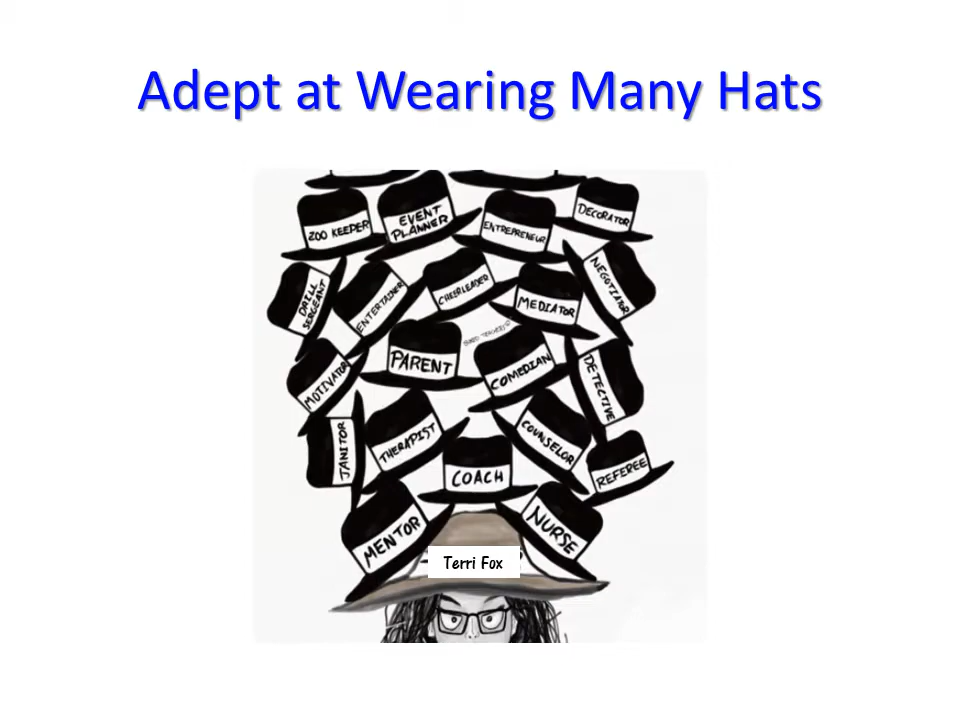 Adept at Wearing Many Hats
ZOO KEEPER
EVENT
PLANNER
ENTREPRENEUR
DECORATOR
DRILL
SERGEANT
ENTERTAINER
CHEERLEADER
MEDIATOR
NEGOTIATOR
MOTIVATOR
PARENT
COMEDIAN
DETECTIVE
JANITOR
THERAPIST
COACH
COUNSELOR
REFEREE
MENTOR
NURSE
Terri Fox